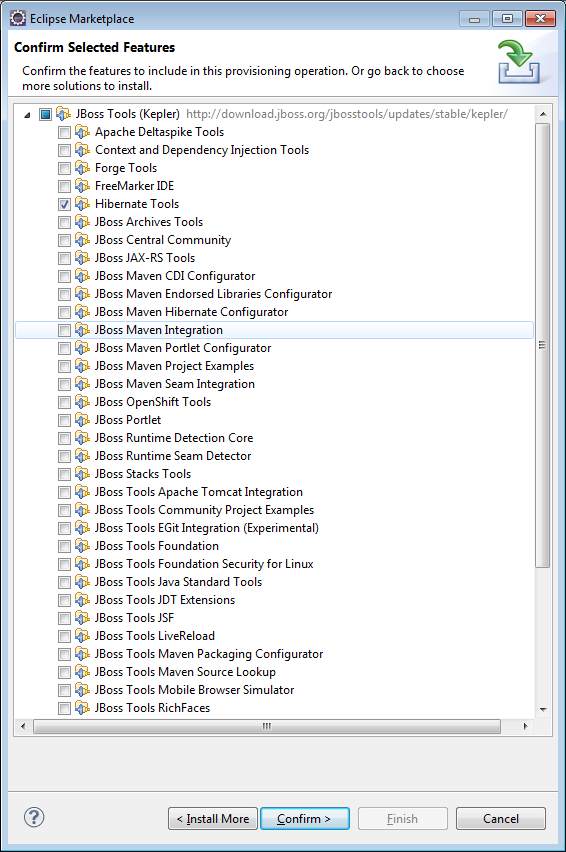 Eclipse Marketplace
Confirm Selected Features
Confirm the features to include in this provisioning operation. Or go back to choose
more solutions to install.
JBoss Tools (Kepler) http://download.jboss.org/jbosstools/updates/stable/kepler/
Apache Deltaspike Tools
Context and Dependency Injection Tools
Forge Tools
FreeMarker IDE
Hibernate Tools
JBoss Archives Tools
JBoss Central Community
JBoss JAX-RS Tools
JBoss Maven CDI Configurator
JBoss Maven Endorsed Libraries Configurator
JBoss Maven Hibernate Configurator
JBoss Maven Integration
JBoss Maven Portlet Configurator
JBoss Maven Project Examples
JBoss Maven Seam Integration
JBoss OpenShift Tools
JBoss Portlet
JBoss Runtime Detection Core
JBoss Runtime Seam Detector
JBoss Stacks Tools
JBoss Tools Apache Tomcat Integration
JBoss Tools Community Project Examples
JBoss Tools EGit Integration (Experimental)
JBoss Tools Foundation
JBoss Tools Foundation Security for Linux
JBoss Tools Java Standard Tools
JBoss Tools JDT Extensions
JBoss Tools JSF
JBoss Tools LiveReload
JBoss Tools Maven Packaging Configurator
JBoss Tools Maven Source Lookup
JBoss Tools Mobile Browser Simulator
JBoss Tools RichFaces
? < Install More Confirm > Finish Cancel